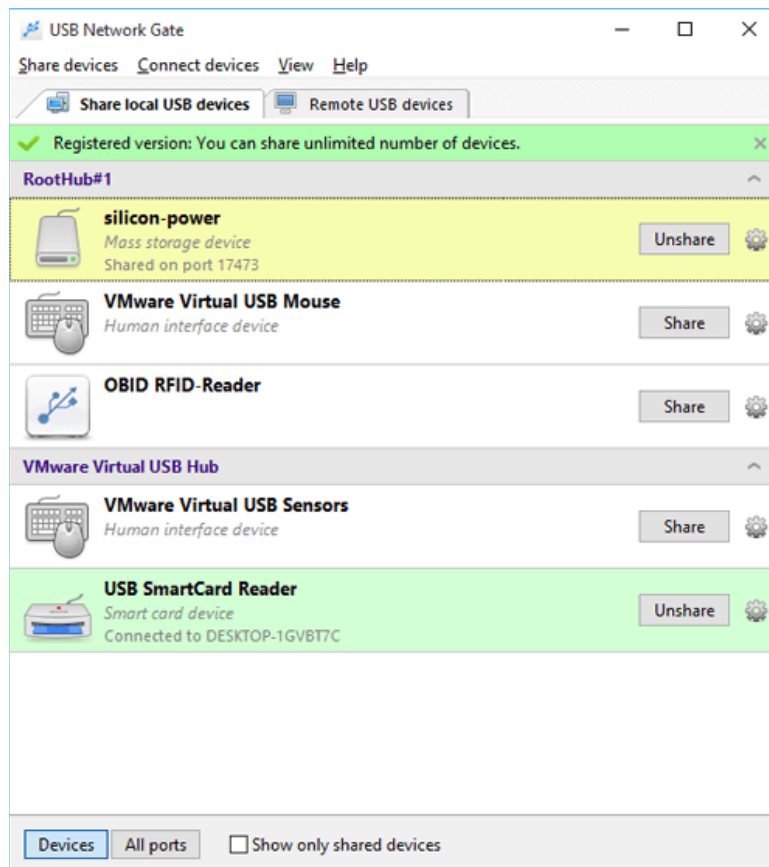 USB Network Gate
Share devices Connect devices View Help
Share local USB devices Remote USB devices
Registered version: You can share unlimited number of devices.
RootHub#1
silicon-power
Mass storage device
Shared on port 17473
Unshare
VMware Virtual USB Mouse
Human interface device
Share
OBID RFID-Reader
Share
VMware Virtual USB Hub
VMware Virtual USB Sensors
Human interface device
Share
USB SmartCard Reader
Smart card device
Connected to DESKTOP-1GVBT7C
Unshare
Devices All ports Show only shared devices